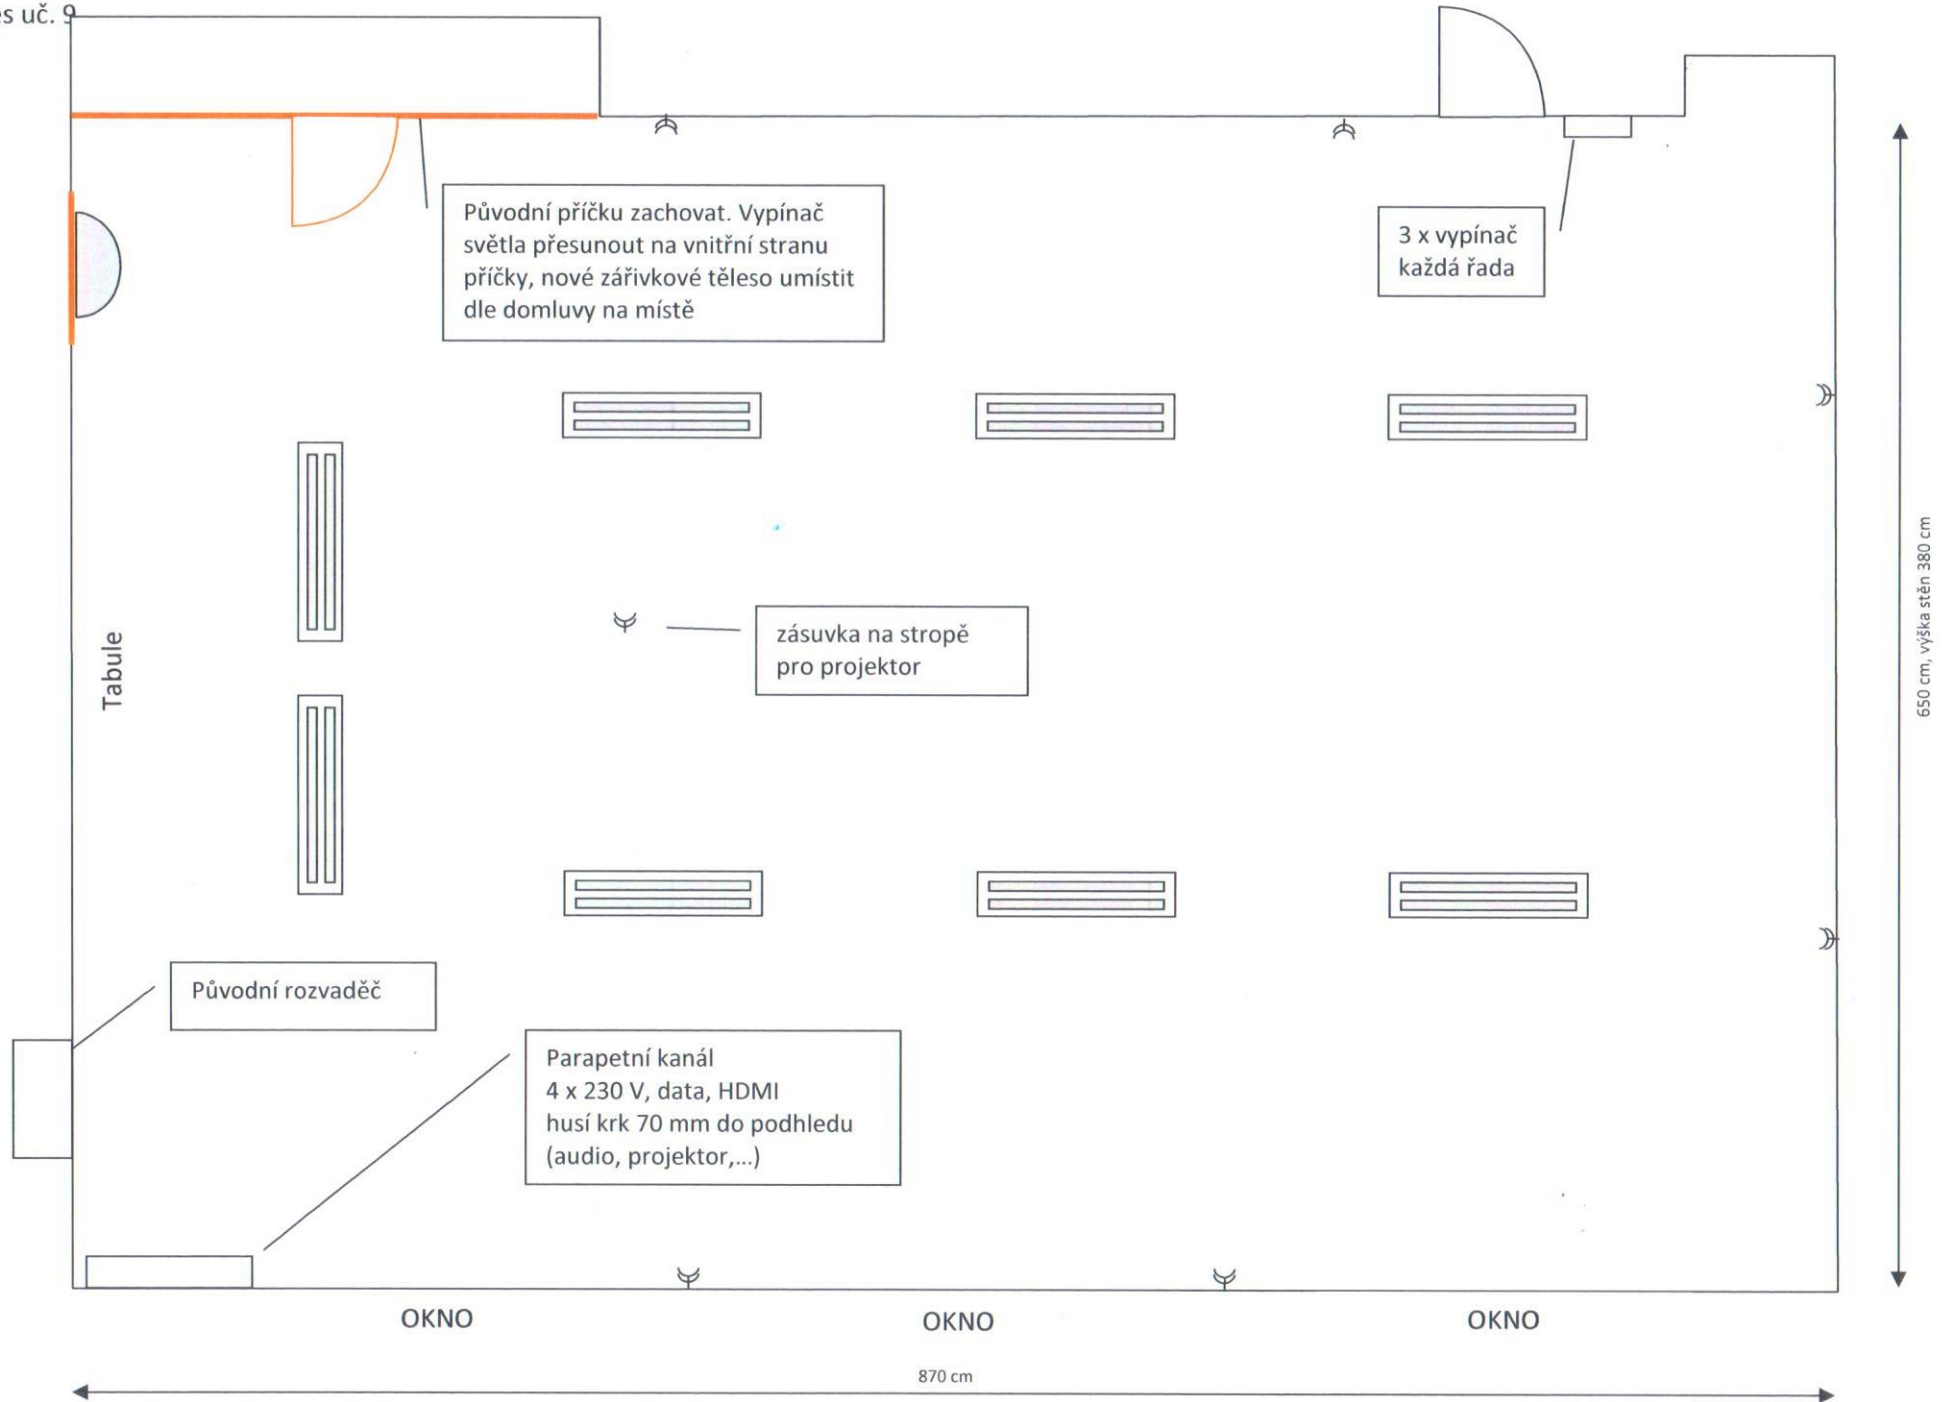 uč. 9
Původní příčku zachovat. Vypínač
světla přesunout na vnitřní stranu
příčky, nové zářivkové těleso umístit
dle domluvy na místě
3 x vypínač
každá řada
Tabule
zásuvka na stropě
pro projektor
650 cm, výška stěn 380 cm
Původní rozvaděč
Parapetní kanál
4 x 230 V, data, HDMI
husí krk 70 mm do podhledu
(audio, projektor,...)
OKNO
OKNO
OKNO
870 cm